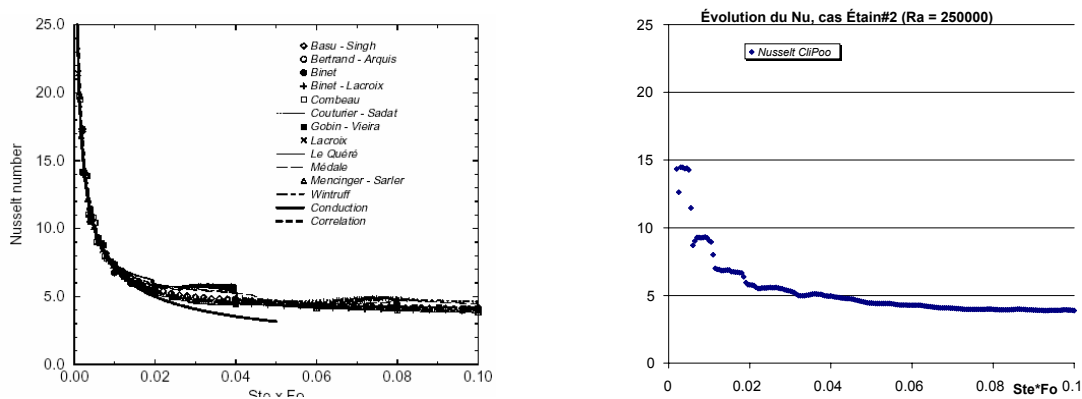 25.0
20.0
15.0
10.0
5.0
0.0
Nusselt number
Basu - Singh
Bertrand - Arquis
Binet
Binet - Lacroix
Combeau
Couturier - Sadat
Gobin - Vieira
Lacroix
Le Quéré
Médale
Mencinger - Sarler
Wintruff
Conduction
Correlation
0.00 0.02 0.04 0.06 0.08 0.10
Ste x Fo
Évolution du Nu, cas Étain#2 (Ra = 250000)
25
20
15
10
5
0
Nusselt CliPoo
0 0.02 0.04 0.06 0.08 0.1
Ste*Fo